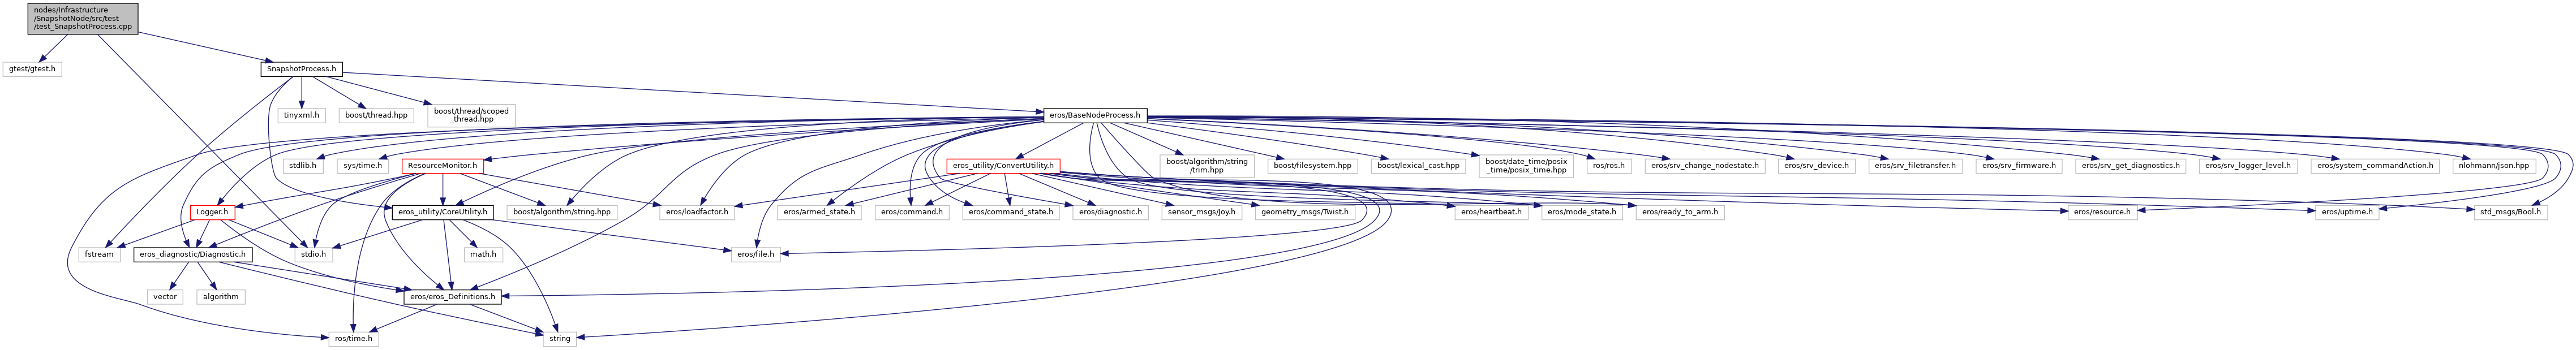 nodes/Infrastructure
/SnapshotNode/src/test
/test_SnapshotProcess.cpp
gtest/gtest.h
SnapshotProcess.h
tinyxml.h
boost/thread.hpp
boost/thread/scoped
_thread.hpp
eros/BaseNodeProcess.h
stdlib.h
sys/time.h
ResourceMonitor.h
eros_utility/ConvertUtility.h
boost/algorithm/string
/trim.hpp
boost/filesystem.hpp
boost/lexical_cast.hpp
boost/date_time/posix
_time/posix_time.hpp
ros/ros.h
eros/srv_change_nodestate.h
eros/srv_device.h
eros/srv_filetransfer.h
eros/srv_firmware.h
eros/srv_get_diagnostics.h
eros/srv_logger_level.h
eros/system_commandAction.h
nlohmann/json.hpp
Logger.h
eros_utility/CoreUtility.h
boost/algorithm/string.hpp
eros/loadfactor.h
eros/armed_state.h
eros/command.h
eros/command_state.h
eros/diagnostic.h
sensor_msgs/Joy.h
geometry_msgs/Twist.h
eros/heartbeat.h
eros/mode_state.h
eros/ready_to_arm.h
eros/resource.h
eros/uptime.h
std_msgs/Bool.h
fstream
eros_diagnostic/Diagnostic.h
stdio.h
math.h
eros/file.h
vector
algorithm
eros/eros_Definitions.h
ros/time.h
string